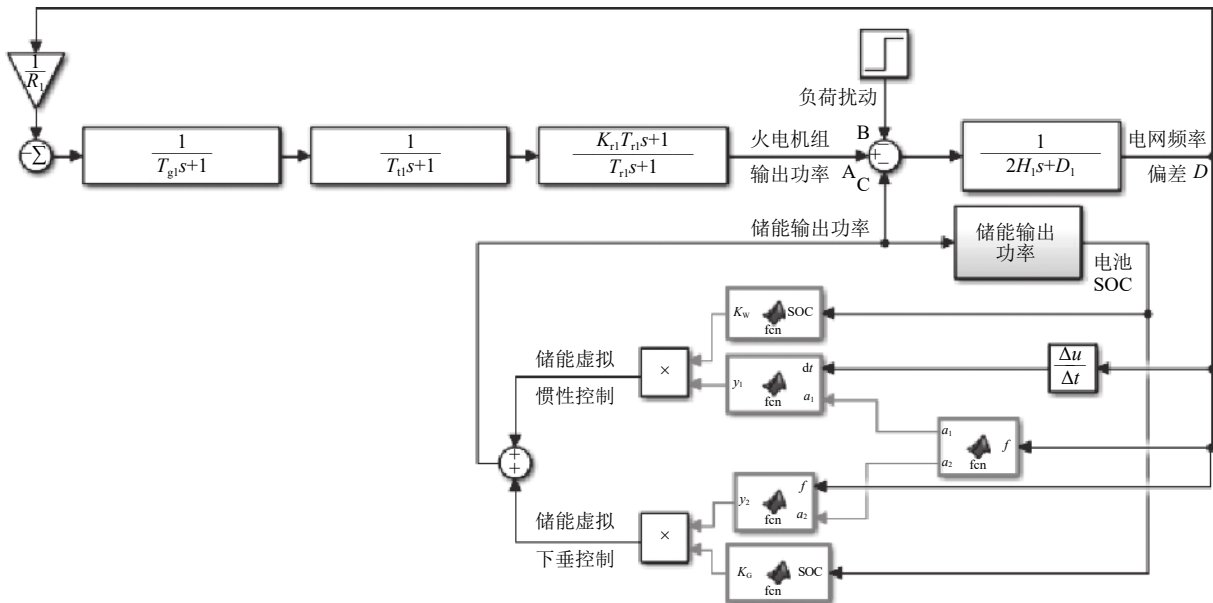 1
R1
−Σ
1
Tg1s+1
1
Tt1s+1
Kr1Tr1s+1
Tr1s+1
火电机组
输出功率
负荷扰动
B
+ − −
A
C
1
2H1s+D1
电网频率
偏差 D
储能输出功率
储能输出
功率
电池
SOC
KW
SOC
fcn
储能虚拟
惯性控制
×
y1
dt
a1
fcn
Δu
Δt
a1
a2
f
fcn
+
+
储能虚拟
下垂控制
×
y2
f
a2
fcn
KG
SOC
fcn